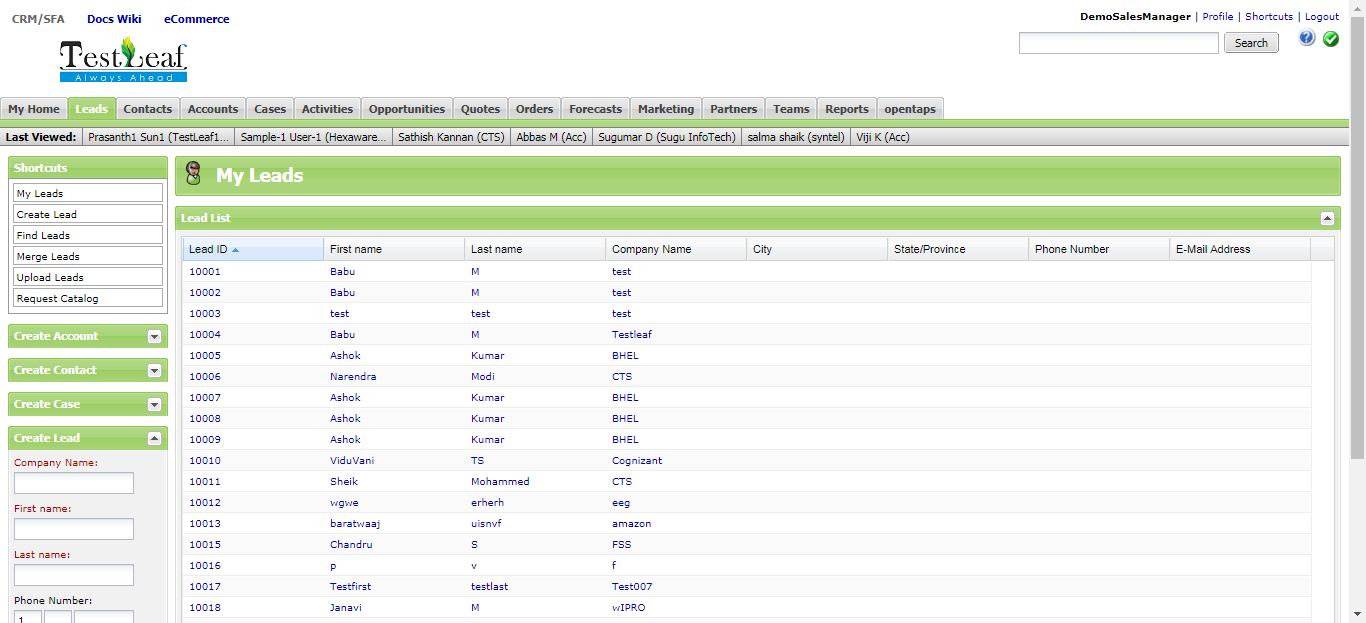 CRM/SFA Docs Wiki eCommerce
DemoSalesManager | Profile | Shortcuts | Logout
TestLeaf
Always Ahead
Search
My Home Leads Contacts Accounts Cases Activities Opportunities Quotes Orders Forecasts Marketing Partners Teams Reports opentaps
Last Viewed: Prasanth1 Sun1 (TestLeaf1... Sample-1 User-1 (Hexaware... Sathish Kannan (CTS) Abbas M (Acc) Sugumar D (Sugu InfoTech) salma shaik (syntel) Viji K (Acc)
Shortcuts
My Leads
Create Lead
Find Leads
Merge Leads
Upload Leads
Request Catalog
Create Account
Create Contact
Create Case
Create Lead
Company Name:
First name:
Last name:
Phone Number:
1
My Leads
Lead List
Lead ID First name Last name Company Name City State/Province Phone Number E-Mail Address
10001 Babu M test
10002 Babu M test
10003 test test test
10004 Babu M Testleaf
10005 Ashok Kumar BHEL
10006 Narendra Modi CTS
10007 Ashok Kumar BHEL
10008 Ashok Kumar BHEL
10009 Ashok Kumar BHEL
10010 ViduVani TS Cognizant
10011 Sheik Mohammed CTS
10012 wgwe erherh eeg
10013 baratwaaj uisnvf amazon
10015 Chandru S FSS
10016 p v f
10017 Testfirst testlast Test007
10018 Janavi M wIPRO